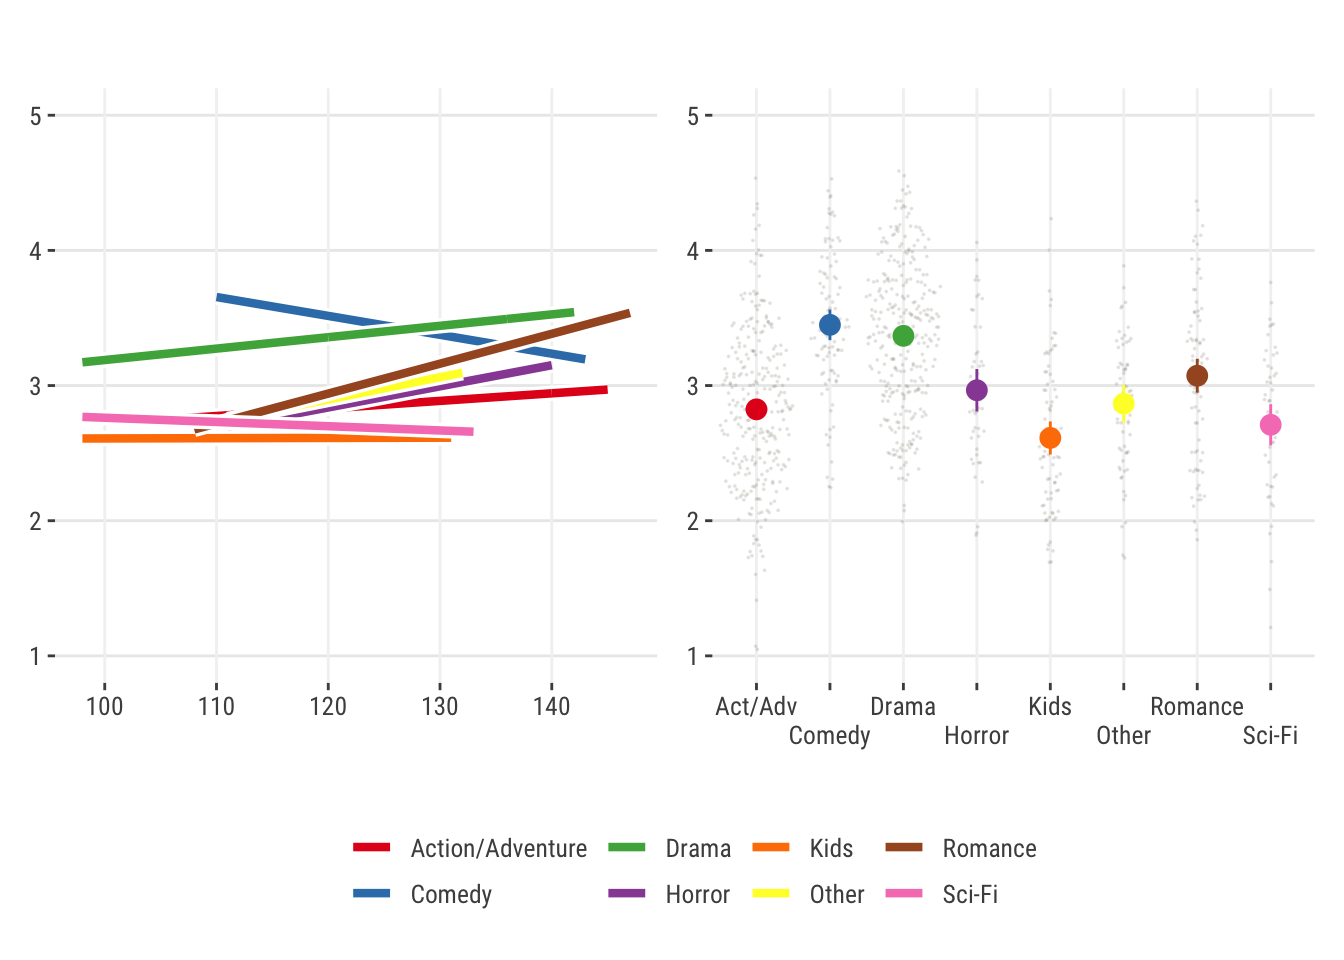 5
4
3
2
1
100 110 120 130 140
5
4
3
2
1
Act/Adv Drama Kids Romance
Comedy Horror Other Sci-Fi
Action/Adventure Drama Kids Romance
Comedy Horror Other Sci-Fi